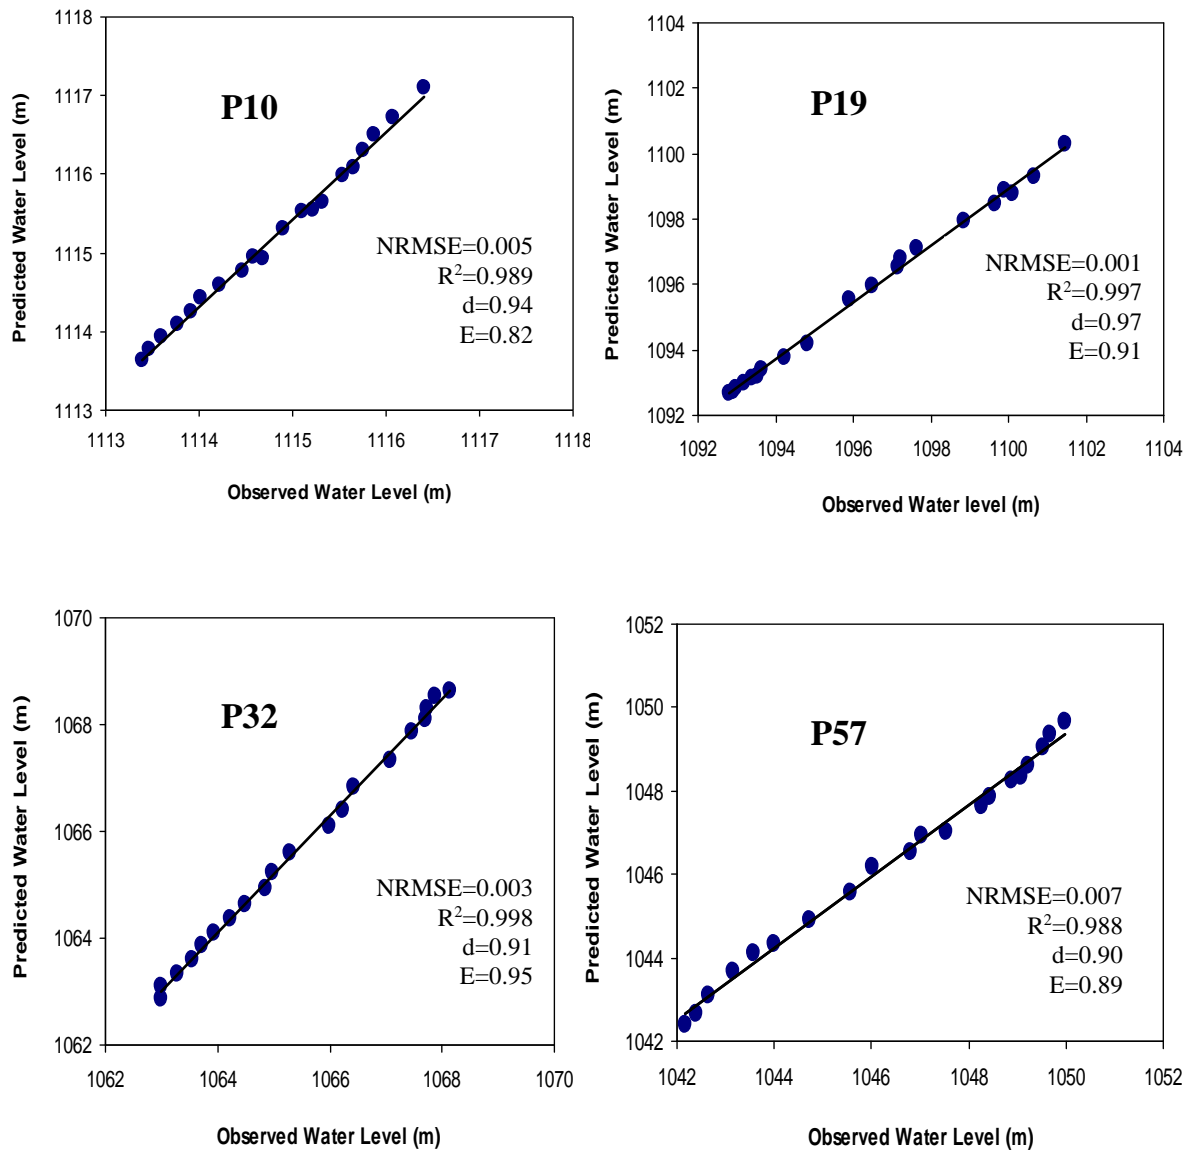 1118
1117
1116
1115
1114
1113
Predicted Water Level (m)
P10
NRMSE=0.005
R²=0.989
d=0.94
E=0.82
1113 1114 1115 1116 1117 1118
Observed Water Level (m)
1104
1102
1100
1098
1096
1094
1092
Predicted Water Level (m)
P19
NRMSE=0.001
R²=0.997
d=0.97
E=0.91
1092 1094 1096 1098 1100 1102 1104
Observed Water level (m)
1070
1068
1066
1064
1062
Predicted Water Level (m)
P32
NRMSE=0.003
R²=0.998
d=0.91
E=0.95
1062 1064 1066 1068 1070
Observed Water Level (m)
1052
1050
1048
1046
1044
1042
Predicted Water Level (m)
P57
NRMSE=0.007
R²=0.988
d=0.90
E=0.89
1042 1044 1046 1048 1050 1052
Observed Water Level (m)